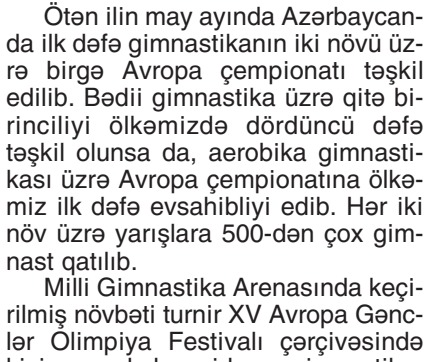 Ötən ilin may ayında Azərbaycan-
da ilk dəfə gimnastikanın iki növü üz-
rə birgə Avropa çempionatı təşkil
edilib. Bədii gimnastika üzrə qitə bi-
rinciliyi ölkəmizdə dördüncü dəfə
təşkil olunsa da, aerobika gimnasti-
kası üzrə Avropa çempionatına ölkə-
miz ilk dəfə evsahibliyi edib. Hər iki
növ üzrə yarışlara 500-dən çox gim-
nast qatılıb.
Milli Gimnastika Arenasında keçi-
rilmiş növbəti turnir XV Avropa Gənc-
lər Olimpiya Festivalı çərçivəsində